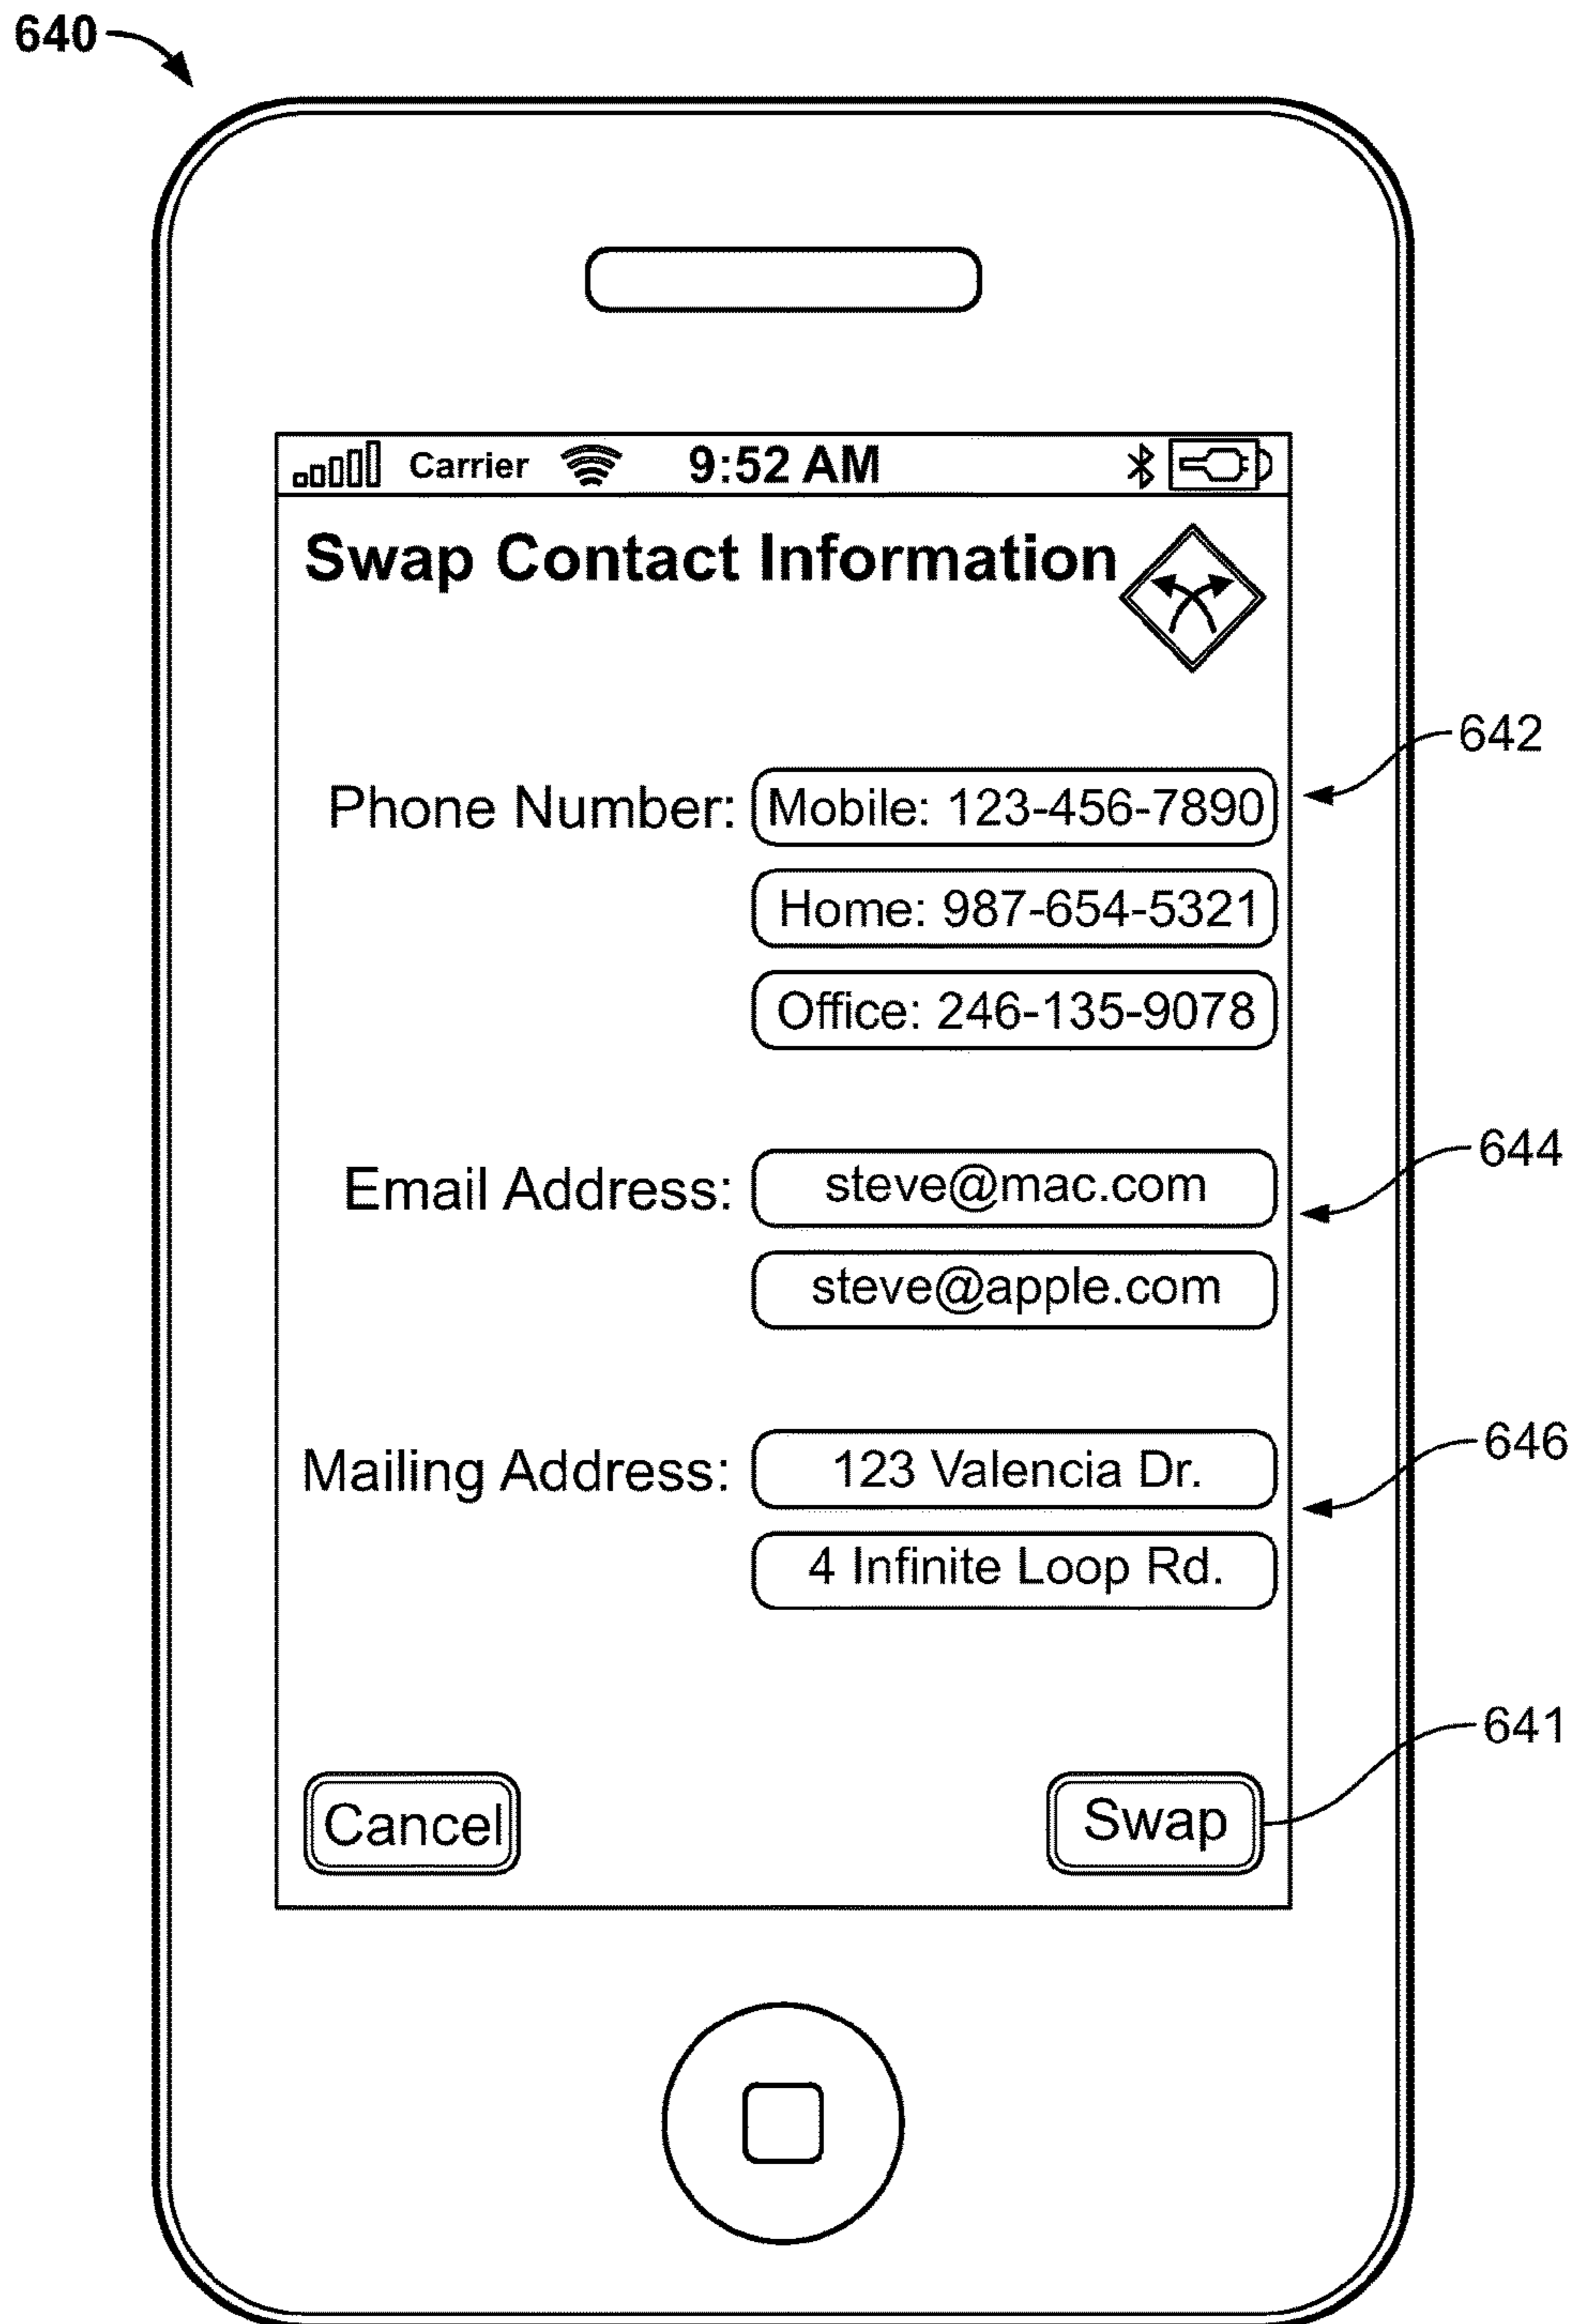 640
Carrier 9:52 AM
Swap Contact Information
642
Phone Number: Mobile: 123-456-7890
Home: 987-654-5321
Office: 246-135-9078
644
Email Address: steve@mac.com
steve@apple.com
646
Mailing Address: 123 Valencia Dr.
4 Infinite Loop Rd.
641
Cancel Swap